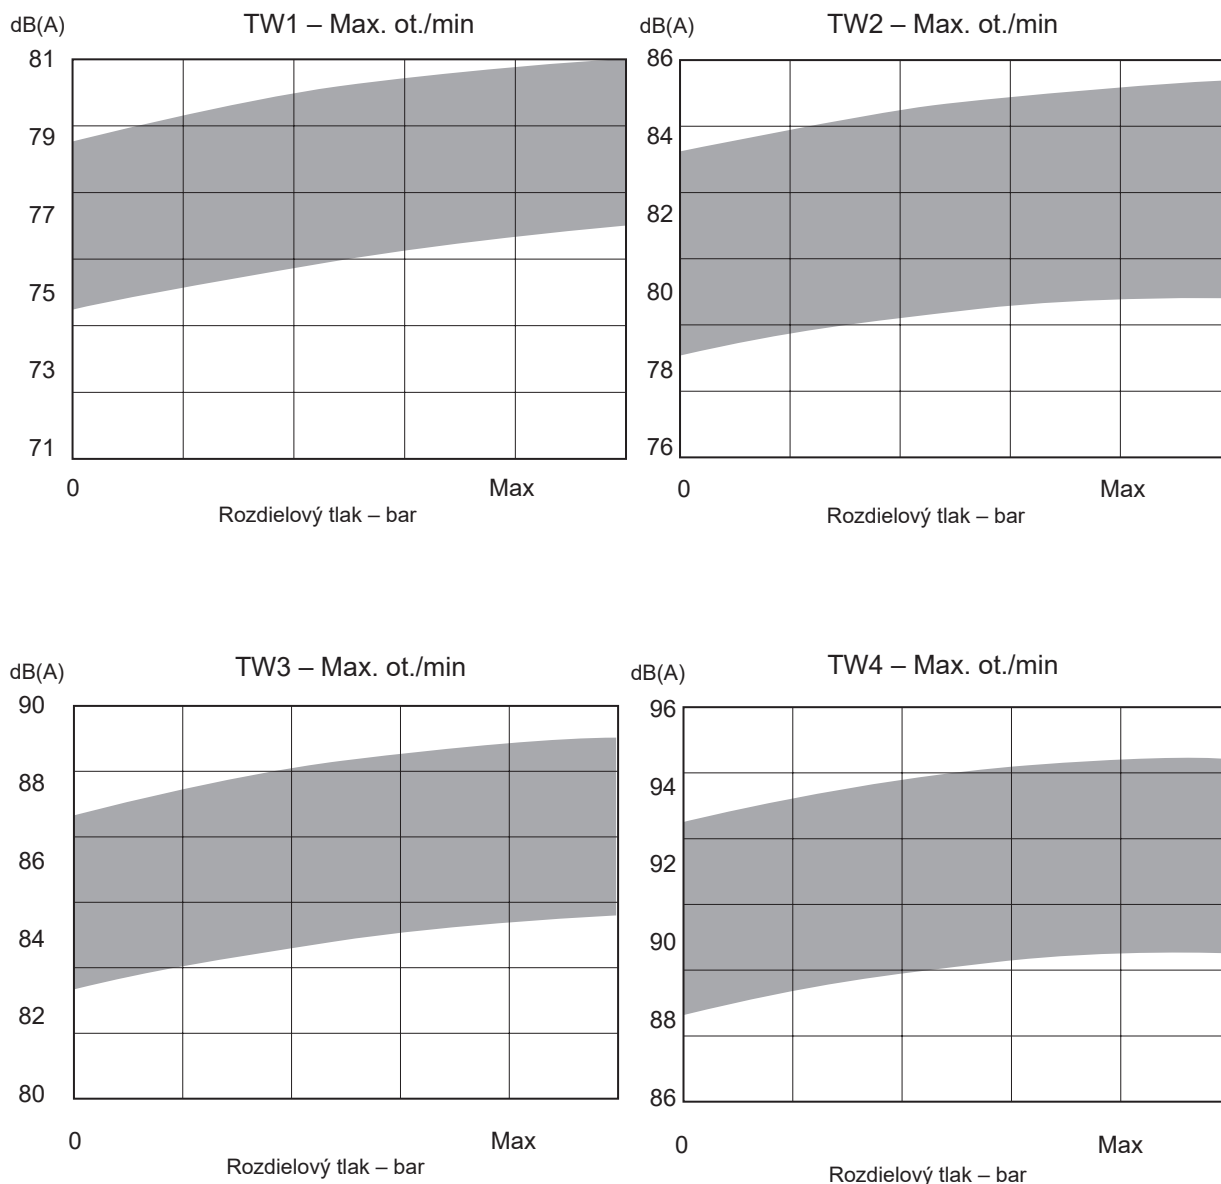 TW1 – Max. ot./min
dB(A)
81
79
77
75
73
71
0 Max
Rozdielový tlak – bar
TW2 – Max. ot./min
dB(A)
86
84
82
80
78
76
0 Max
Rozdielový tlak – bar
TW3 – Max. ot./min
dB(A)
90
88
86
84
82
80
0 Max
Rozdielový tlak – bar
TW4 – Max. ot./min
dB(A)
96
94
92
90
88
86
0 Max
Rozdielový tlak – bar